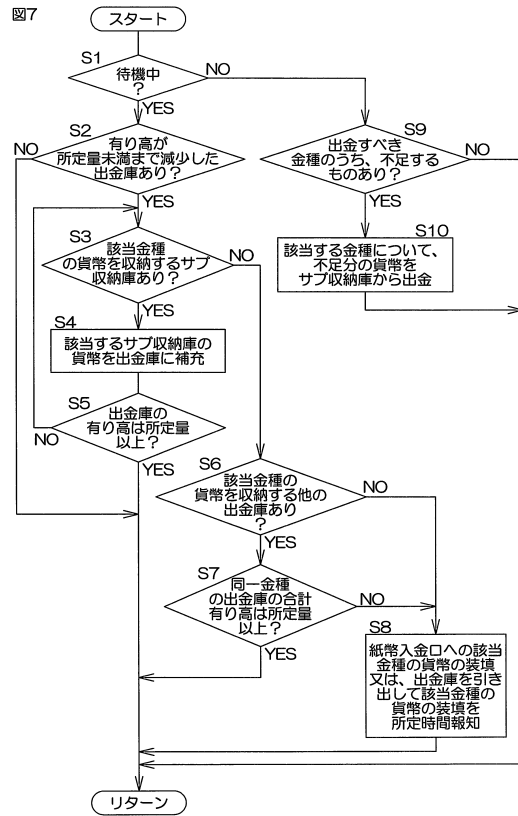 図7
スタート
S1
待機中
?
NO
YES
S2
有り高が
所定量未満まで減少した
出金庫あり?
NO
YES
S9
出金すべき
金種のうち、不足する
ものあり?
NO
YES
S3
該当金種
の貨幣を収納するサブ
収納庫あり?
NO
YES
S10
該当する金種について、
不足分の貨幣を
サブ収納庫から出金
S4
該当するサブ収納庫の
貨幣を出金庫に補充
S5
出金庫の
有り高は所定量
以上?
NO
YES
S6
該当金種の
貨幣を収納する他の
出金庫あり
?
NO
YES
S7
同一金種
の出金庫の合計
有り高は所定量
以上?
NO
YES
S8
紙幣入金口への該当
金種の貨幣の装填
又は、出金庫を引き
出して該当金種の
貨幣の装填を
所定時間報知
リターン